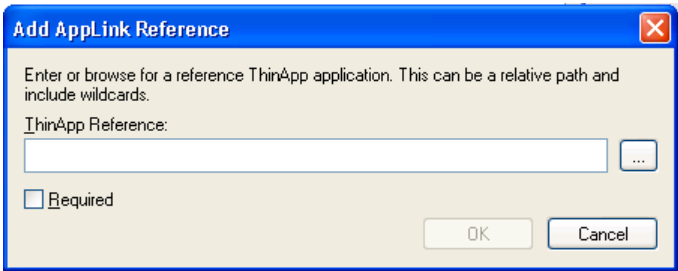 Add AppLink Reference
Enter or browse for a reference ThinApp application. This can be a relative path and
include wildcards.
ThinApp Reference:
...
Required
OK
Cancel